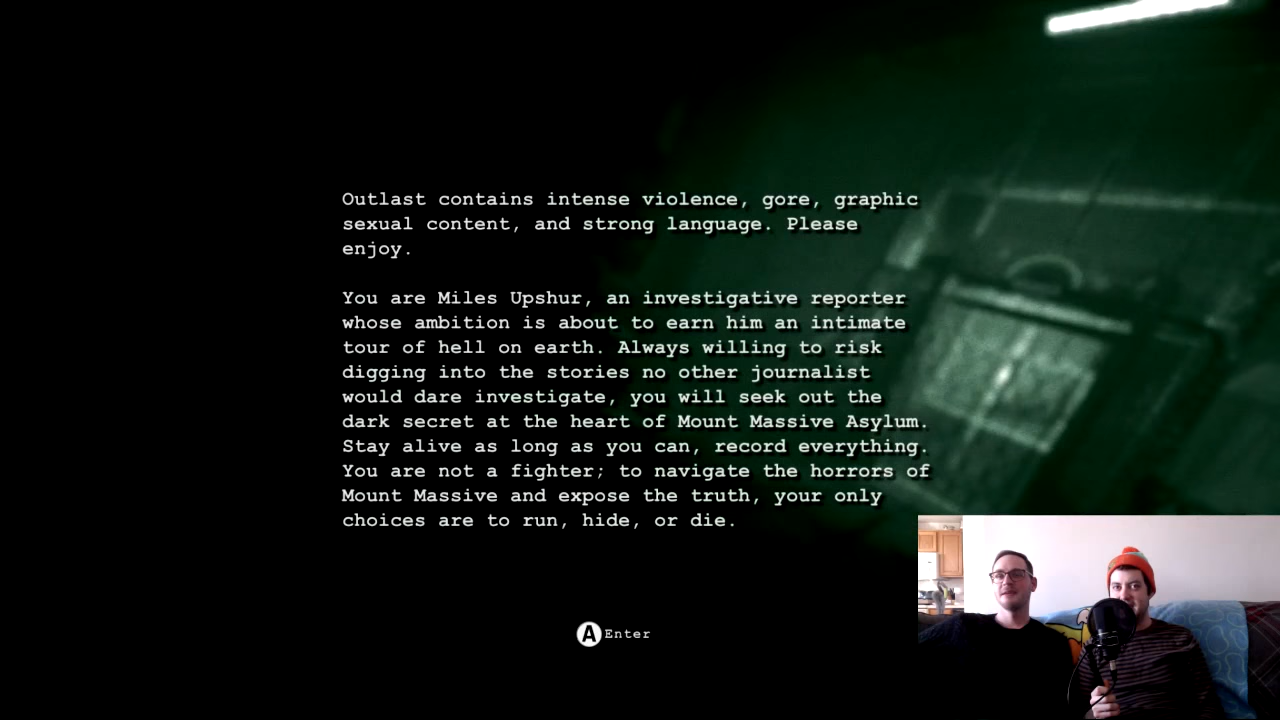 Outlast contains intense violence, gore, graphic
sexual content, and strong language. Please
enjoy.
You are Miles Upshur, an investigative reporter
whose ambition is about to earn him an intimate
tour of hell on earth. Always willing to risk
digging into the stories no other journalist
would dare investigate, you will seek out the
dark secret at the heart of Mount Massive Asylum.
Stay alive as long as you can, record everything.
You are not a fighter; to navigate the horrors of
Mount Massive and expose the truth, your only
choices are to run, hide, or die.
A Enter